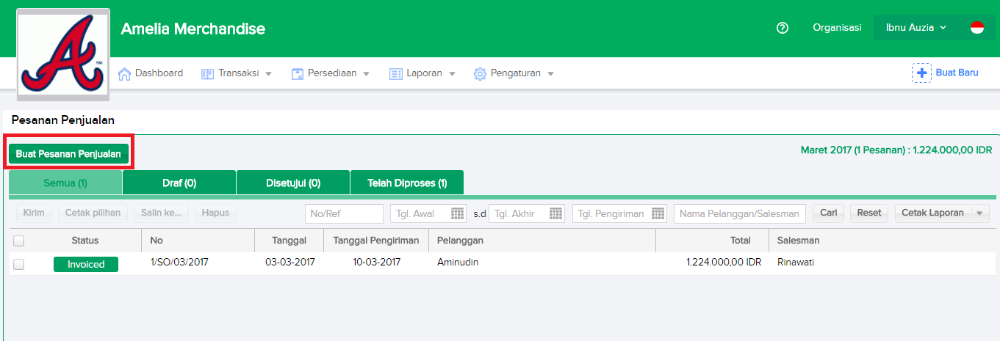 A ™
Amelia Merchandise
Organisasi Ibnu Auzia
Dashboard Transaksi Persediaan Laporan Pengaturan Buat Baru
Pesanan Penjualan
Buat Pesanan Penjualan Maret 2017 (1 Pesanan) : 1.224.000,00 IDR
Semua (1) Draf (0) Disetujui (0) Telah Diproses (1)
Kirim Cetak pilihan Salin ke... Hapus No/Ref Tgl. Awal s.d Tgl. Akhir Tgl. Pengiriman Nama Pelanggan/Salesman Cari Reset Cetak Laporan
Status No Tanggal Tanggal Pengiriman Pelanggan Total Salesman
Invoiced 1/SO/03/2017 03-03-2017 10-03-2017 Aminudin 1.224.000,00 IDR Rinawati